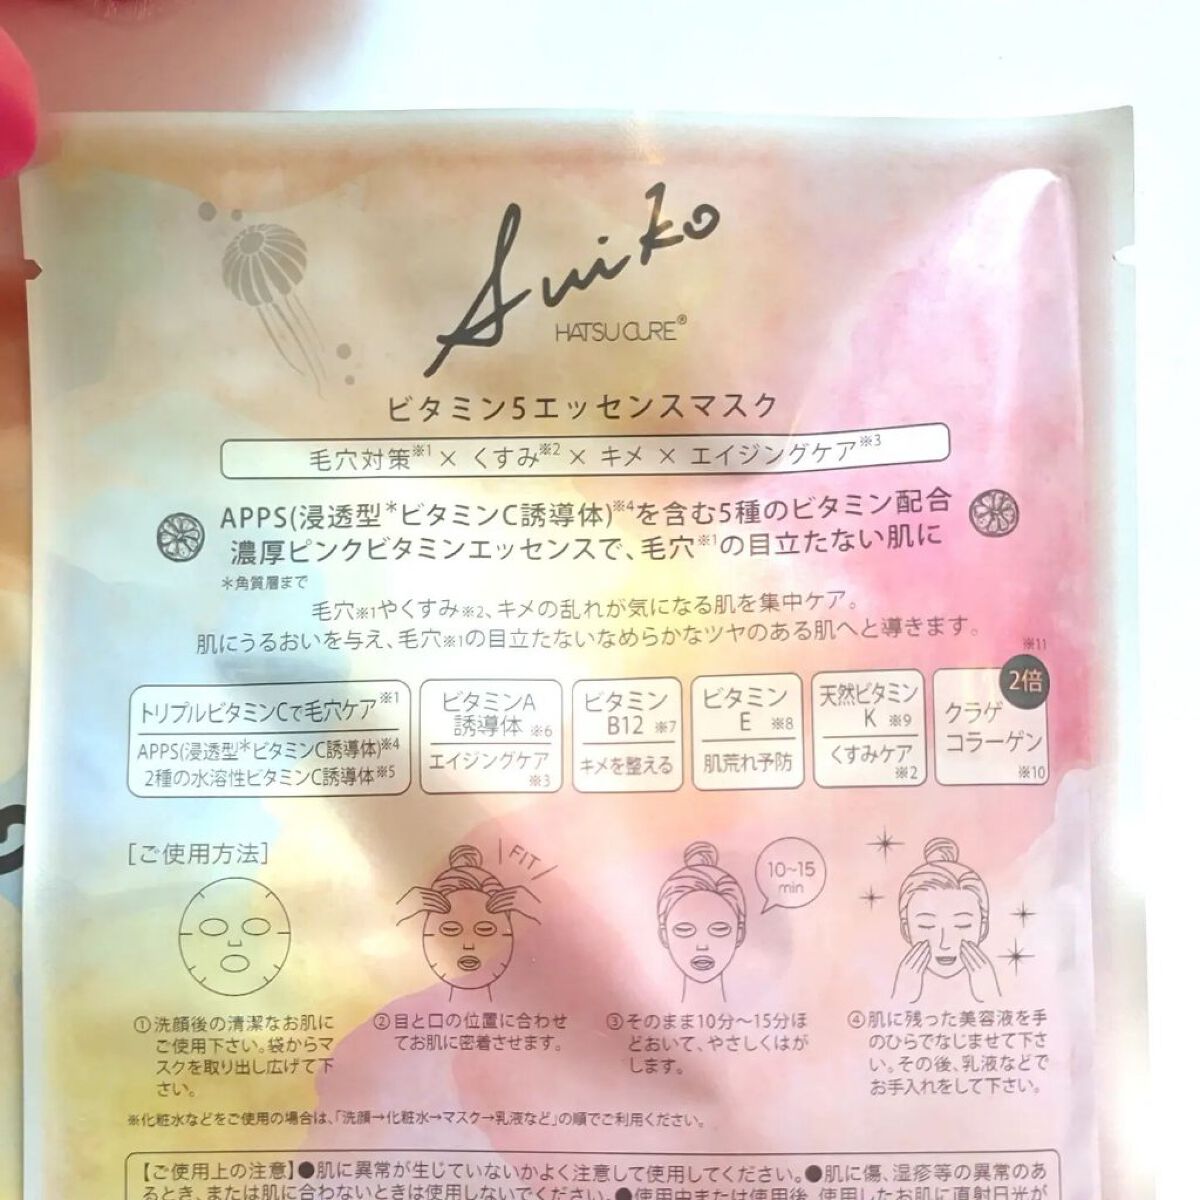 Suiko
HATSU CURE®
ビタミン5エッセンスマスク
毛穴対策※1 × くすみ※2 × キメ × エイジングケア※3
APPS(浸透型*ビタミンC誘導体)※4を含む5種のビタミン配合
濃厚ピンクビタミンエッセンスで、毛穴※1の目立たない肌に
*角質層まで
毛穴※1やくすみ※2、キメの乱れが気になる肌を集中ケア。
肌にうるおいを与え、毛穴※1の目立たないなめらかなツヤのある肌へと導きます。
トリプルビタミンCで毛穴ケア※1
APPS(浸透型*ビタミンC誘導体)※4
2種の水溶性ビタミンC誘導体※5
ビタミンA
誘導体 ※6
エイジングケア
※3
ビタミン
B12 ※7
キメを整える
ビタミン
E ※8
肌荒れ予防
天然ビタミン
K ※9
くすみケア
※2
※11
2倍
クラゲ
コラーゲン
※10
[ご使用方法]
FIT
10~15
min
①洗顔後の清潔なお肌に
ご使用下さい。袋からマ
スクを取り出し広げて下
さい。
②目と口の位置に合わせ
てお肌に密着させます。
③そのまま10分〜15分ほ
どおいて、やさしくはが
します。
④肌に残った美容液を手
のひらでなじませて下さ
い。その後、乳液などで
お手入れをして下さい。
※化粧水などをご使用の場合は、「洗顔→化粧水→マスク→乳液など」の順でご利用ください。
【ご使用上の注意】●肌に異常が生じていないかよく注意して使用してください。●肌に傷、湿疹等の異常のあ
るとき、または肌に合わないときは使用しないでください。●使用中または使用後、使用したお肌に直射日光が